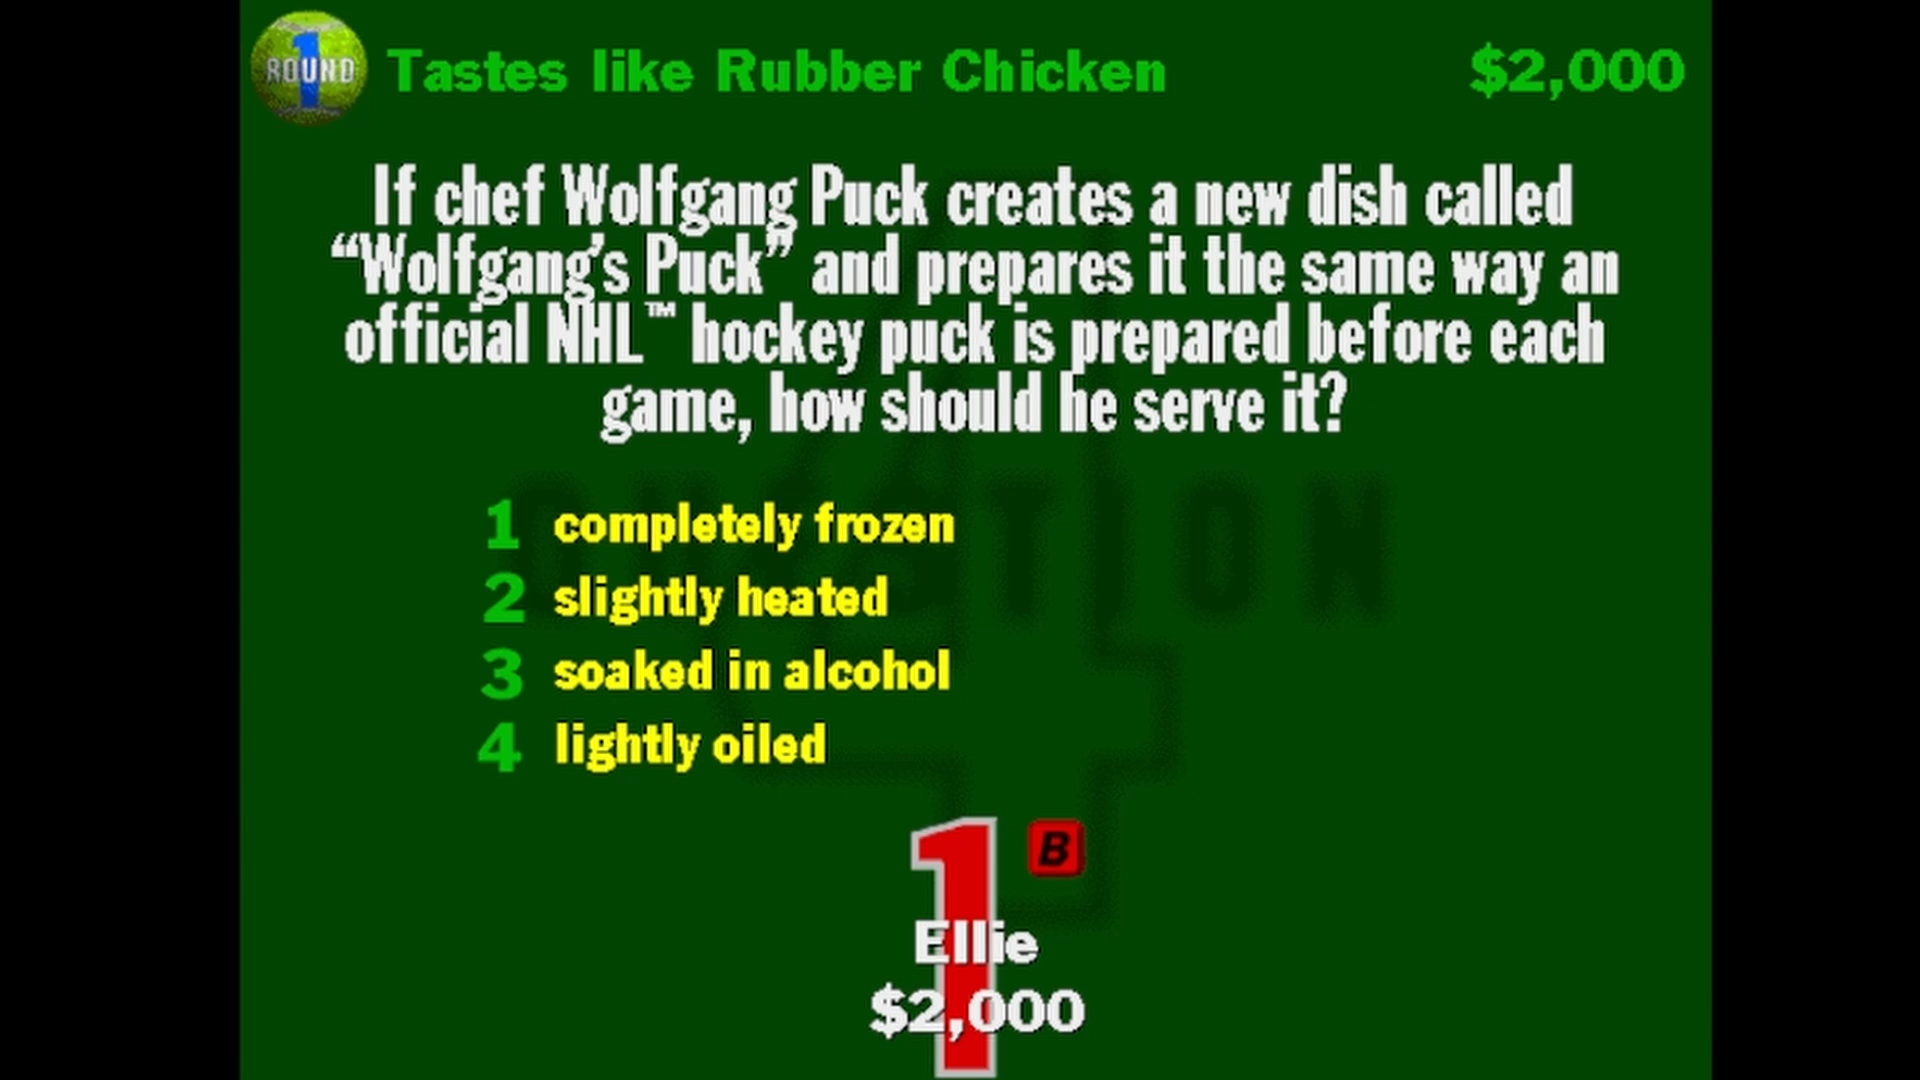 1
ROUND
Tastes like Rubber Chicken
$2,000
If chef Wolfgang Puck creates a new dish called
“Wolfgang’s Puck” and prepares it the same way an
official NHL™ hockey puck is prepared before each
game, how should he serve it?
QUESTION
4
1 completely frozen
2 slightly heated
3 soaked in alcohol
4 lightly oiled
1
B
Ellie
$2,000